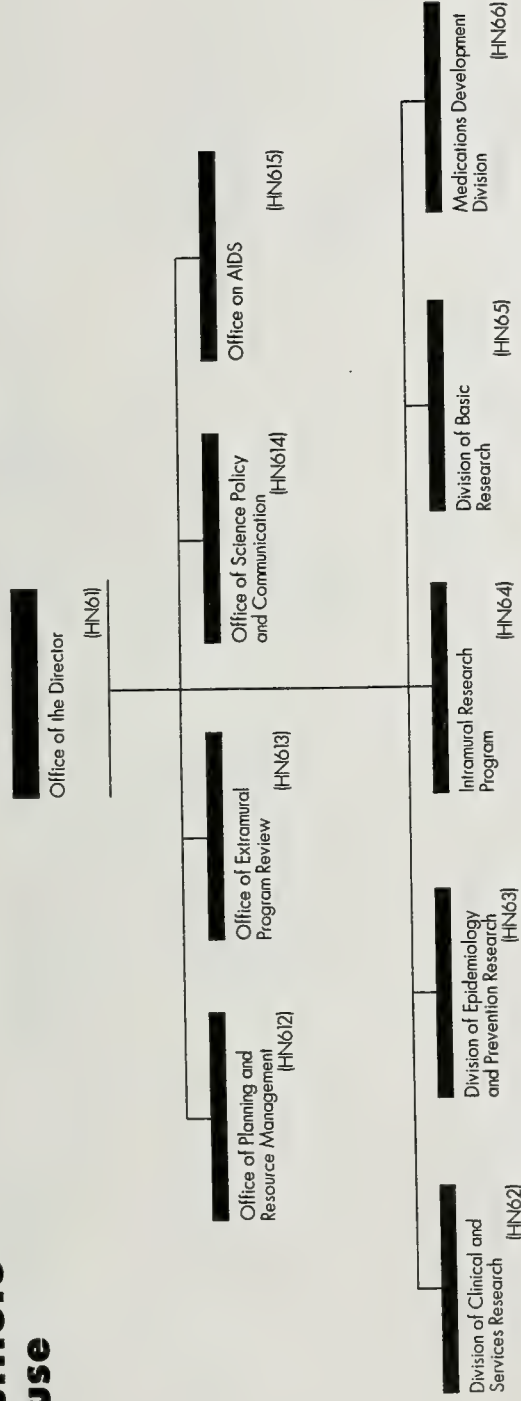 Office of the Director
(HN61)
Office of Planning and
Resource Management
(HN612)
Office of Extramural
Program Review
(HN613)
Office of Science Policy
and Communication
(HN614)
Office on AIDS
(HN615)
Division of Clinical and
Services Research
(HN62)
Division of Epidemiology
and Prevention Research
(HN63)
Intramural Research
Program
(HN64)
Division of Basic
Research
(HN65)
Medications Development
Division
(HN66)